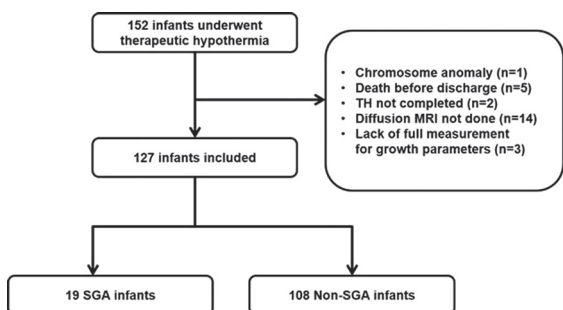 152 infants underwent
therapeutic hypothermia
• Chromosome anomaly (n=1)
• Death before discharge (n=5)
• TH not completed (n=2)
• Diffusion MRI not done (n=14)
• Lack of full measurement
for growth parameters (n=3)
127 infants included
19 SGA infants
108 Non-SGA infants